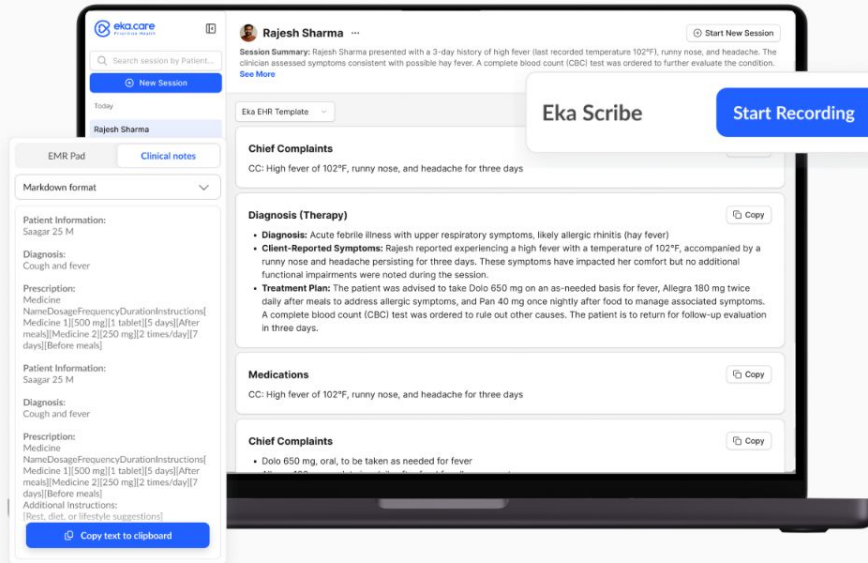 eka.care
Prioritize Health
Search session by Patient...
New Session
Today
Rajesh Sharma
Rajesh Sharma ...
Start New Session
Session Summary: Rajesh Sharma presented with a 3-day history of high fever (last recorded temperature 102°F), runny nose, and headache. The
clinician assessed symptoms consistent with possible hay fever. A complete blood count (CBC) test was ordered to further evaluate the condition.
See More
Eka EHR Template
Eka Scribe
Start Recording
Chief Complaints
CC: High fever of 102°F, runny nose, and headache for three days
Diagnosis (Therapy)
Copy
• Diagnosis: Acute febrile illness with upper respiratory symptoms, likely allergic rhinitis (hay fever)
• Client-Reported Symptoms: Rajesh reported experiencing a high fever with a temperature of 102°F, accompanied by a
runny nose and headache persisting for three days. These symptoms have impacted her comfort but no additional
functional impairments were noted during the session.
• Treatment Plan: The patient was advised to take Dolo 650 mg on an as-needed basis for fever, Allegra 180 mg twice
daily after meals to address allergic symptoms, and Pan 40 mg once nightly after food to manage associated symptoms.
A complete blood count (CBC) test was ordered to rule out other causes. The patient is to return for follow-up evaluation
in three days.
Medications
Copy
CC: High fever of 102°F, runny nose, and headache for three days
Chief Complaints
Copy
• Dolo 650 mg, oral, to be taken as needed for fever
EMR Pad
Clinical notes
Markdown format
Patient Information:
Saagar 25 M
Diagnosis:
Cough and fever
Prescription:
Medicine
NameDosageFrequencyDurationInstructions[
Medicine 1][500 mg][1 tablet][5 days][After
meals][Medicine 2][250 mg][2 times/day][7
days][Before meals]
Patient Information:
Saagar 25 M
Diagnosis:
Cough and fever
Prescription:
Medicine
NameDosageFrequencyDurationInstructions[
Medicine 1][500 mg][1 tablet][5 days][After
meals][Medicine 2][250 mg][2 times/day][7
days][Before meals]
Additional Instructions:
[Rest, diet, or lifestyle suggestions]
Copy text to clipboard